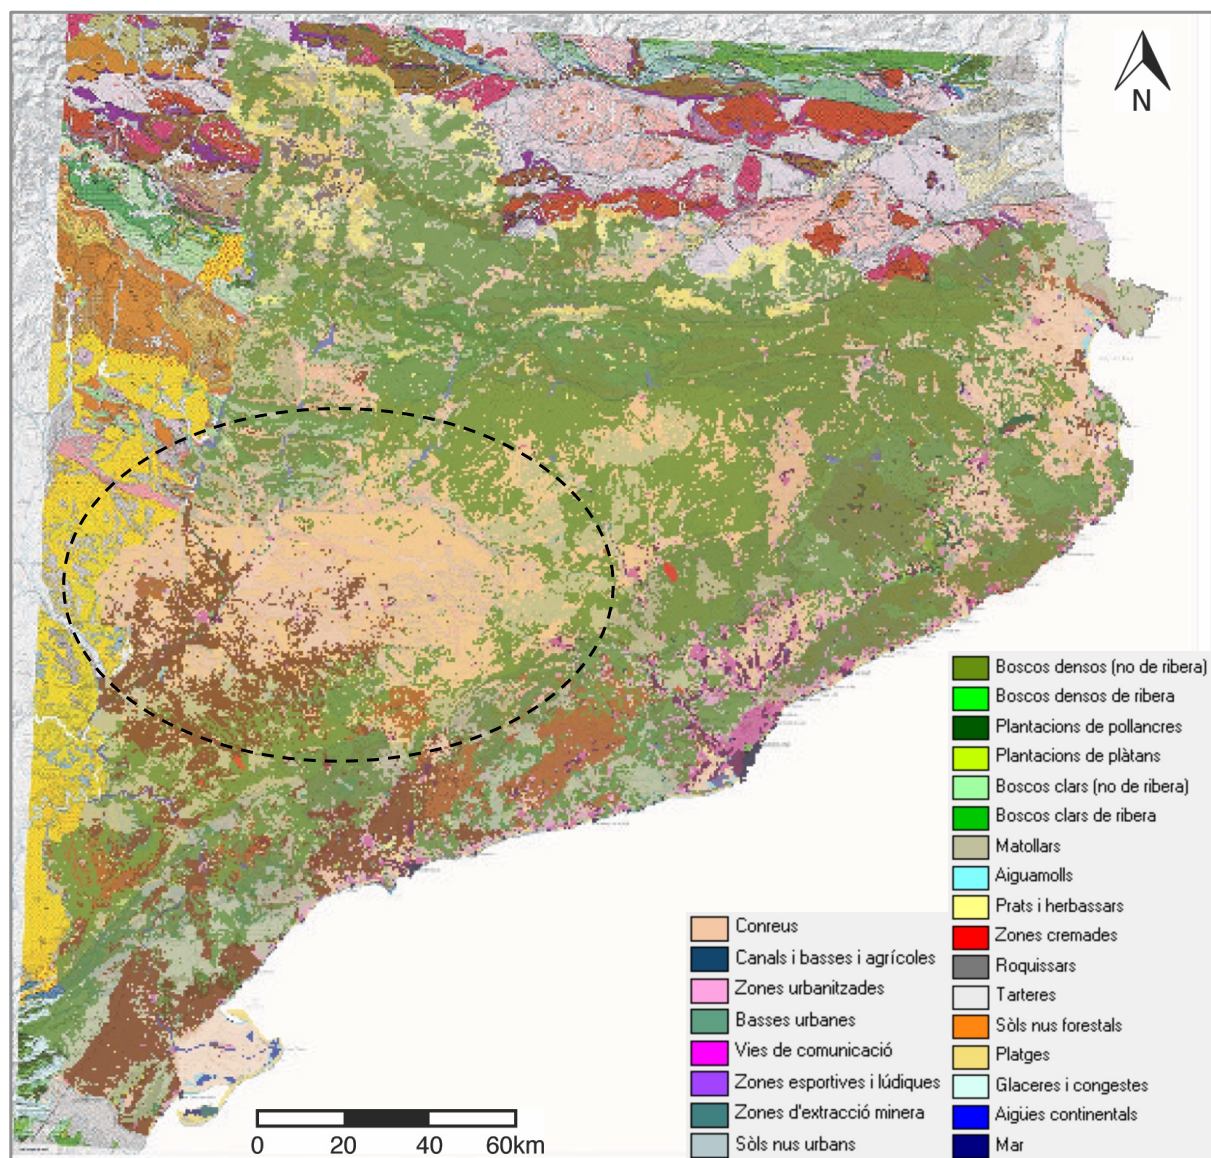 N
Boscos densos (no de ribera)
Boscos densos de ribera
Plantacions de pollancres
Plantacions de plàtans
Boscos clars (no de ribera)
Boscos clars de ribera
Matollars
Aiguamolls
Prats i herbassars
Zones cremades
Roquissars
Tarteres
Sòls nus forestals
Platges
Glaceres i congestes
Aigües continentals
Mar
Conreus
Canals i basses i agrícoles
Zones urbanitzades
Basses urbanes
Vies de comunicació
Zones esportives i lúdiques
Zones d'extracció minera
Sòls nus urbans
0 20 40 60km